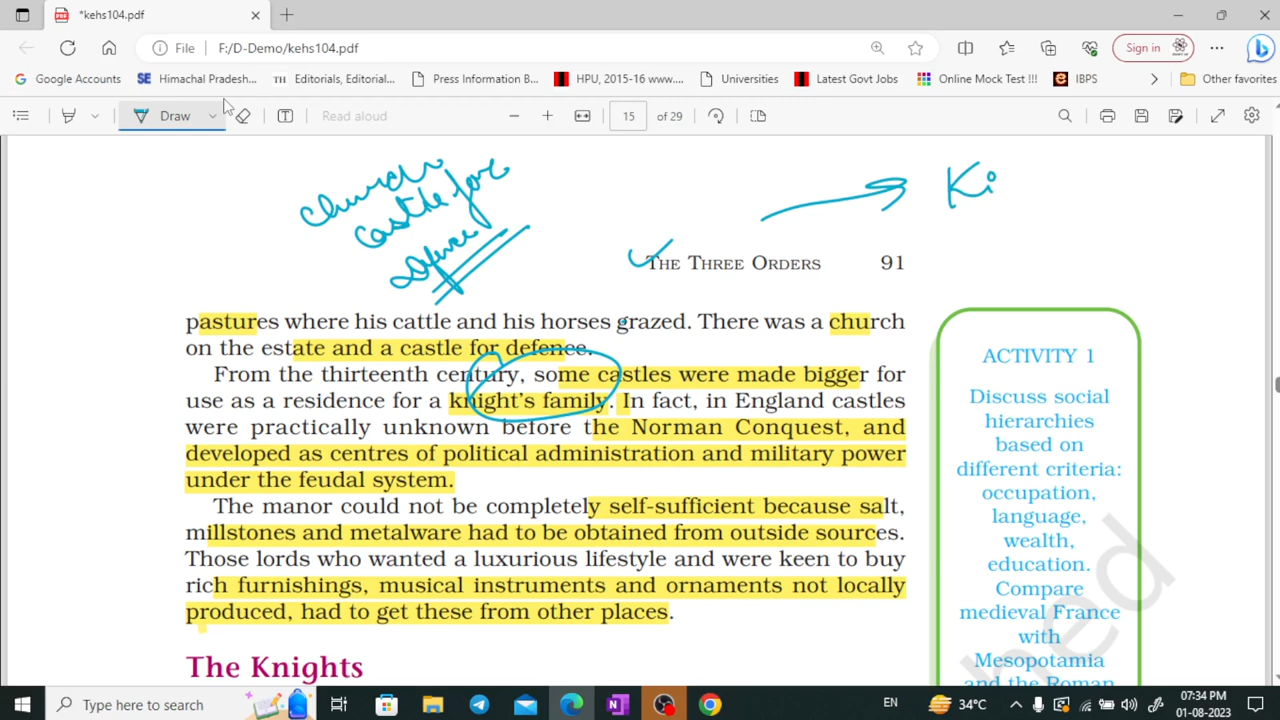 *kehs104.pdf
File F:/D-Demo/kehs104.pdf Sign in
Google Accounts SE Himachal Pradesh... TH Editorials, Editorial... Press Information B... HPU, 2015-16 www.... Universities Latest Govt Jobs Online Mock Test !!! IBPS Other favorites
Draw Read aloud 15 of 29
church
castle for
defence
Ki
THE THREE ORDERS 91
pastures where his cattle and his horses grazed. There was a church
on the estate and a castle for defence.
From the thirteenth century, some castles were made bigger for
use as a residence for a knight's family. In fact, in England castles
were practically unknown before the Norman Conquest, and
developed as centres of political administration and military power
under the feudal system.
The manor could not be completely self-sufficient because salt,
millstones and metalware had to be obtained from outside sources.
Those lords who wanted a luxurious lifestyle and were keen to buy
rich furnishings, musical instruments and ornaments not locally
produced, had to get these from other places.
The Knights
ACTIVITY 1
Discuss social
hierarchies
based on
different criteria:
occupation,
language,
wealth,
education.
Compare
medieval France
with
Mesopotamia
and the Roman
hed
Type here to search EN 34°C 07:34 PM
01-08-2023